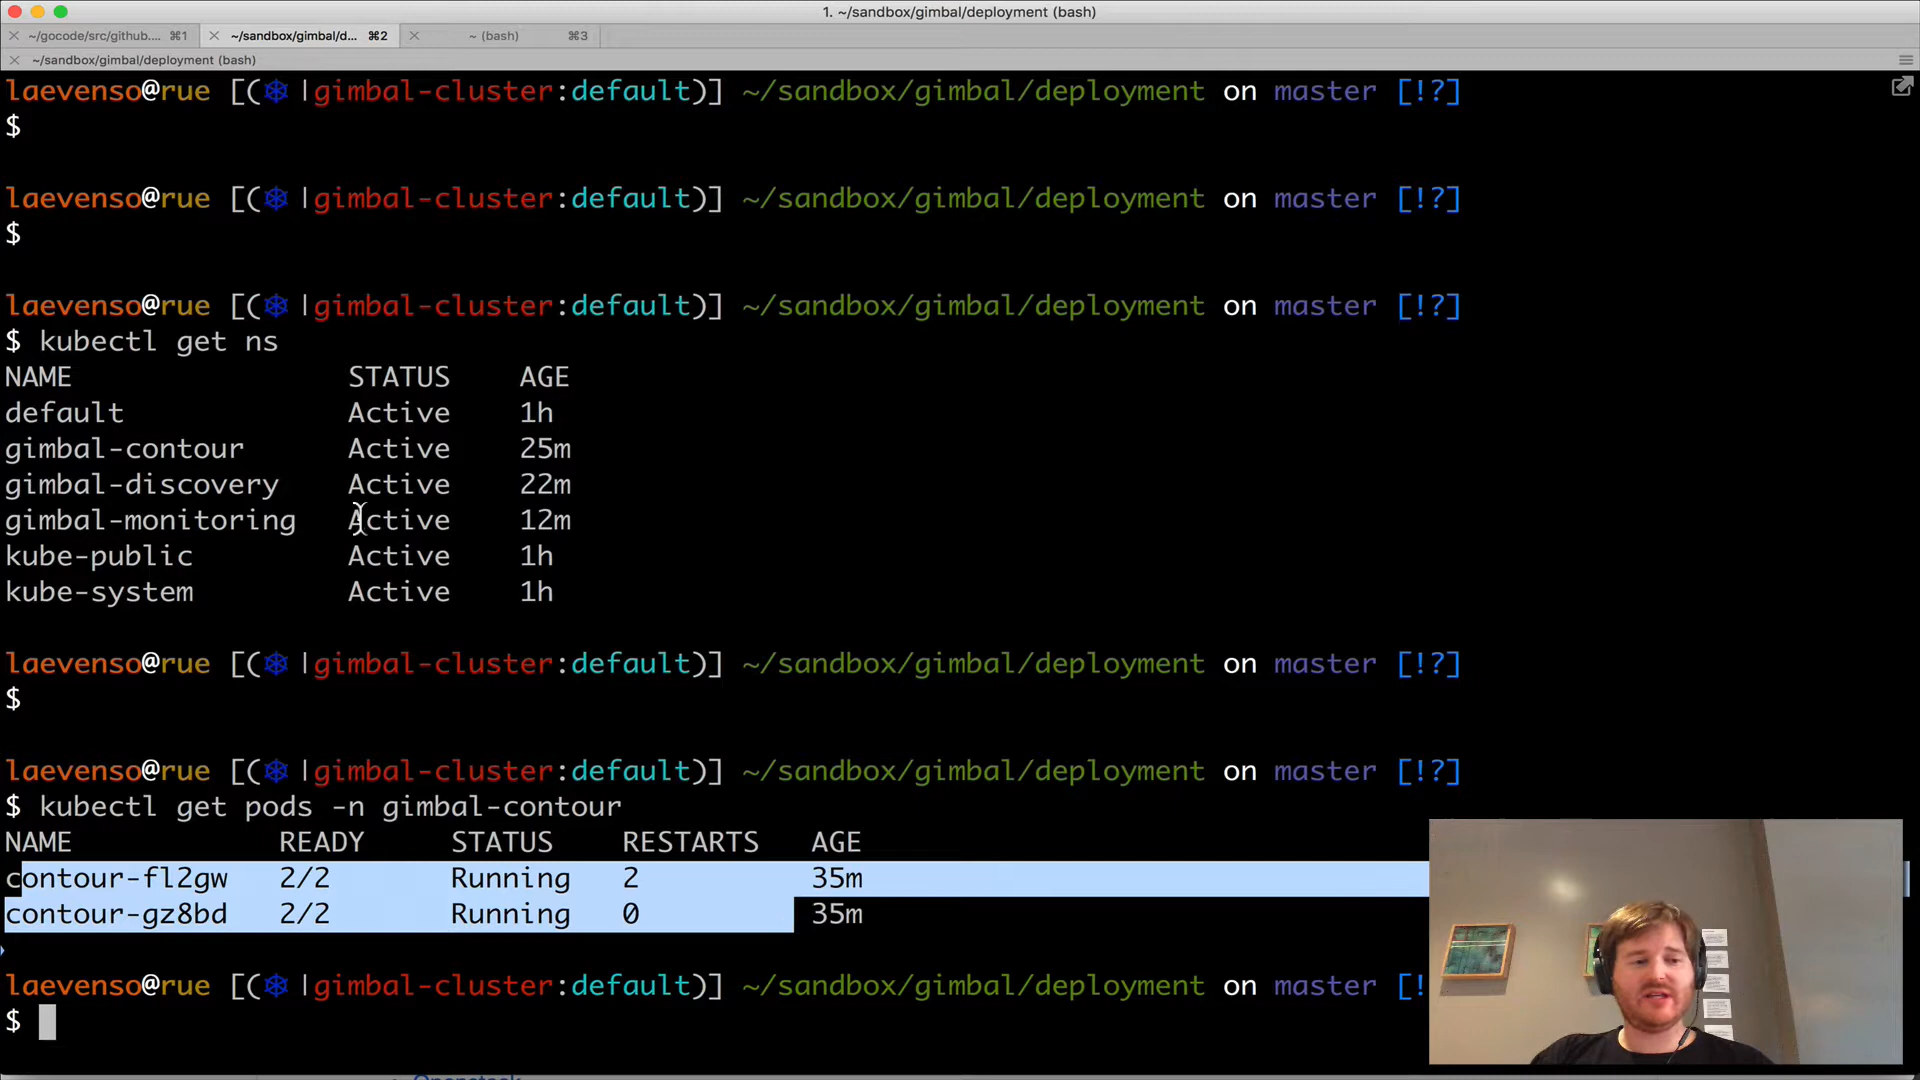 1. ~/sandbox/gimbal/deployment (bash)
~/gocode/src/github.... ⌘1 ~/sandbox/gimbal/d... ⌘2 ~ (bash) ⌘3
~/sandbox/gimbal/deployment (bash)
laevenso@rue [(⎈ |gimbal-cluster:default)] ~/sandbox/gimbal/deployment on master [!?]
$
laevenso@rue [(⎈ |gimbal-cluster:default)] ~/sandbox/gimbal/deployment on master [!?]
$
laevenso@rue [(⎈ |gimbal-cluster:default)] ~/sandbox/gimbal/deployment on master [!?]
$ kubectl get ns
NAME STATUS AGE
default Active 1h
gimbal-contour Active 25m
gimbal-discovery Active 22m
gimbal-monitoring Active 12m
kube-public Active 1h
kube-system Active 1h
laevenso@rue [(⎈ |gimbal-cluster:default)] ~/sandbox/gimbal/deployment on master [!?]
$
laevenso@rue [(⎈ |gimbal-cluster:default)] ~/sandbox/gimbal/deployment on master [!?]
$ kubectl get pods -n gimbal-contour
NAME READY STATUS RESTARTS AGE
contour-fl2gw 2/2 Running 2 35m
contour-gz8bd 2/2 Running 0 35m
laevenso@rue [(⎈ |gimbal-cluster:default)] ~/sandbox/gimbal/deployment on master [!
$